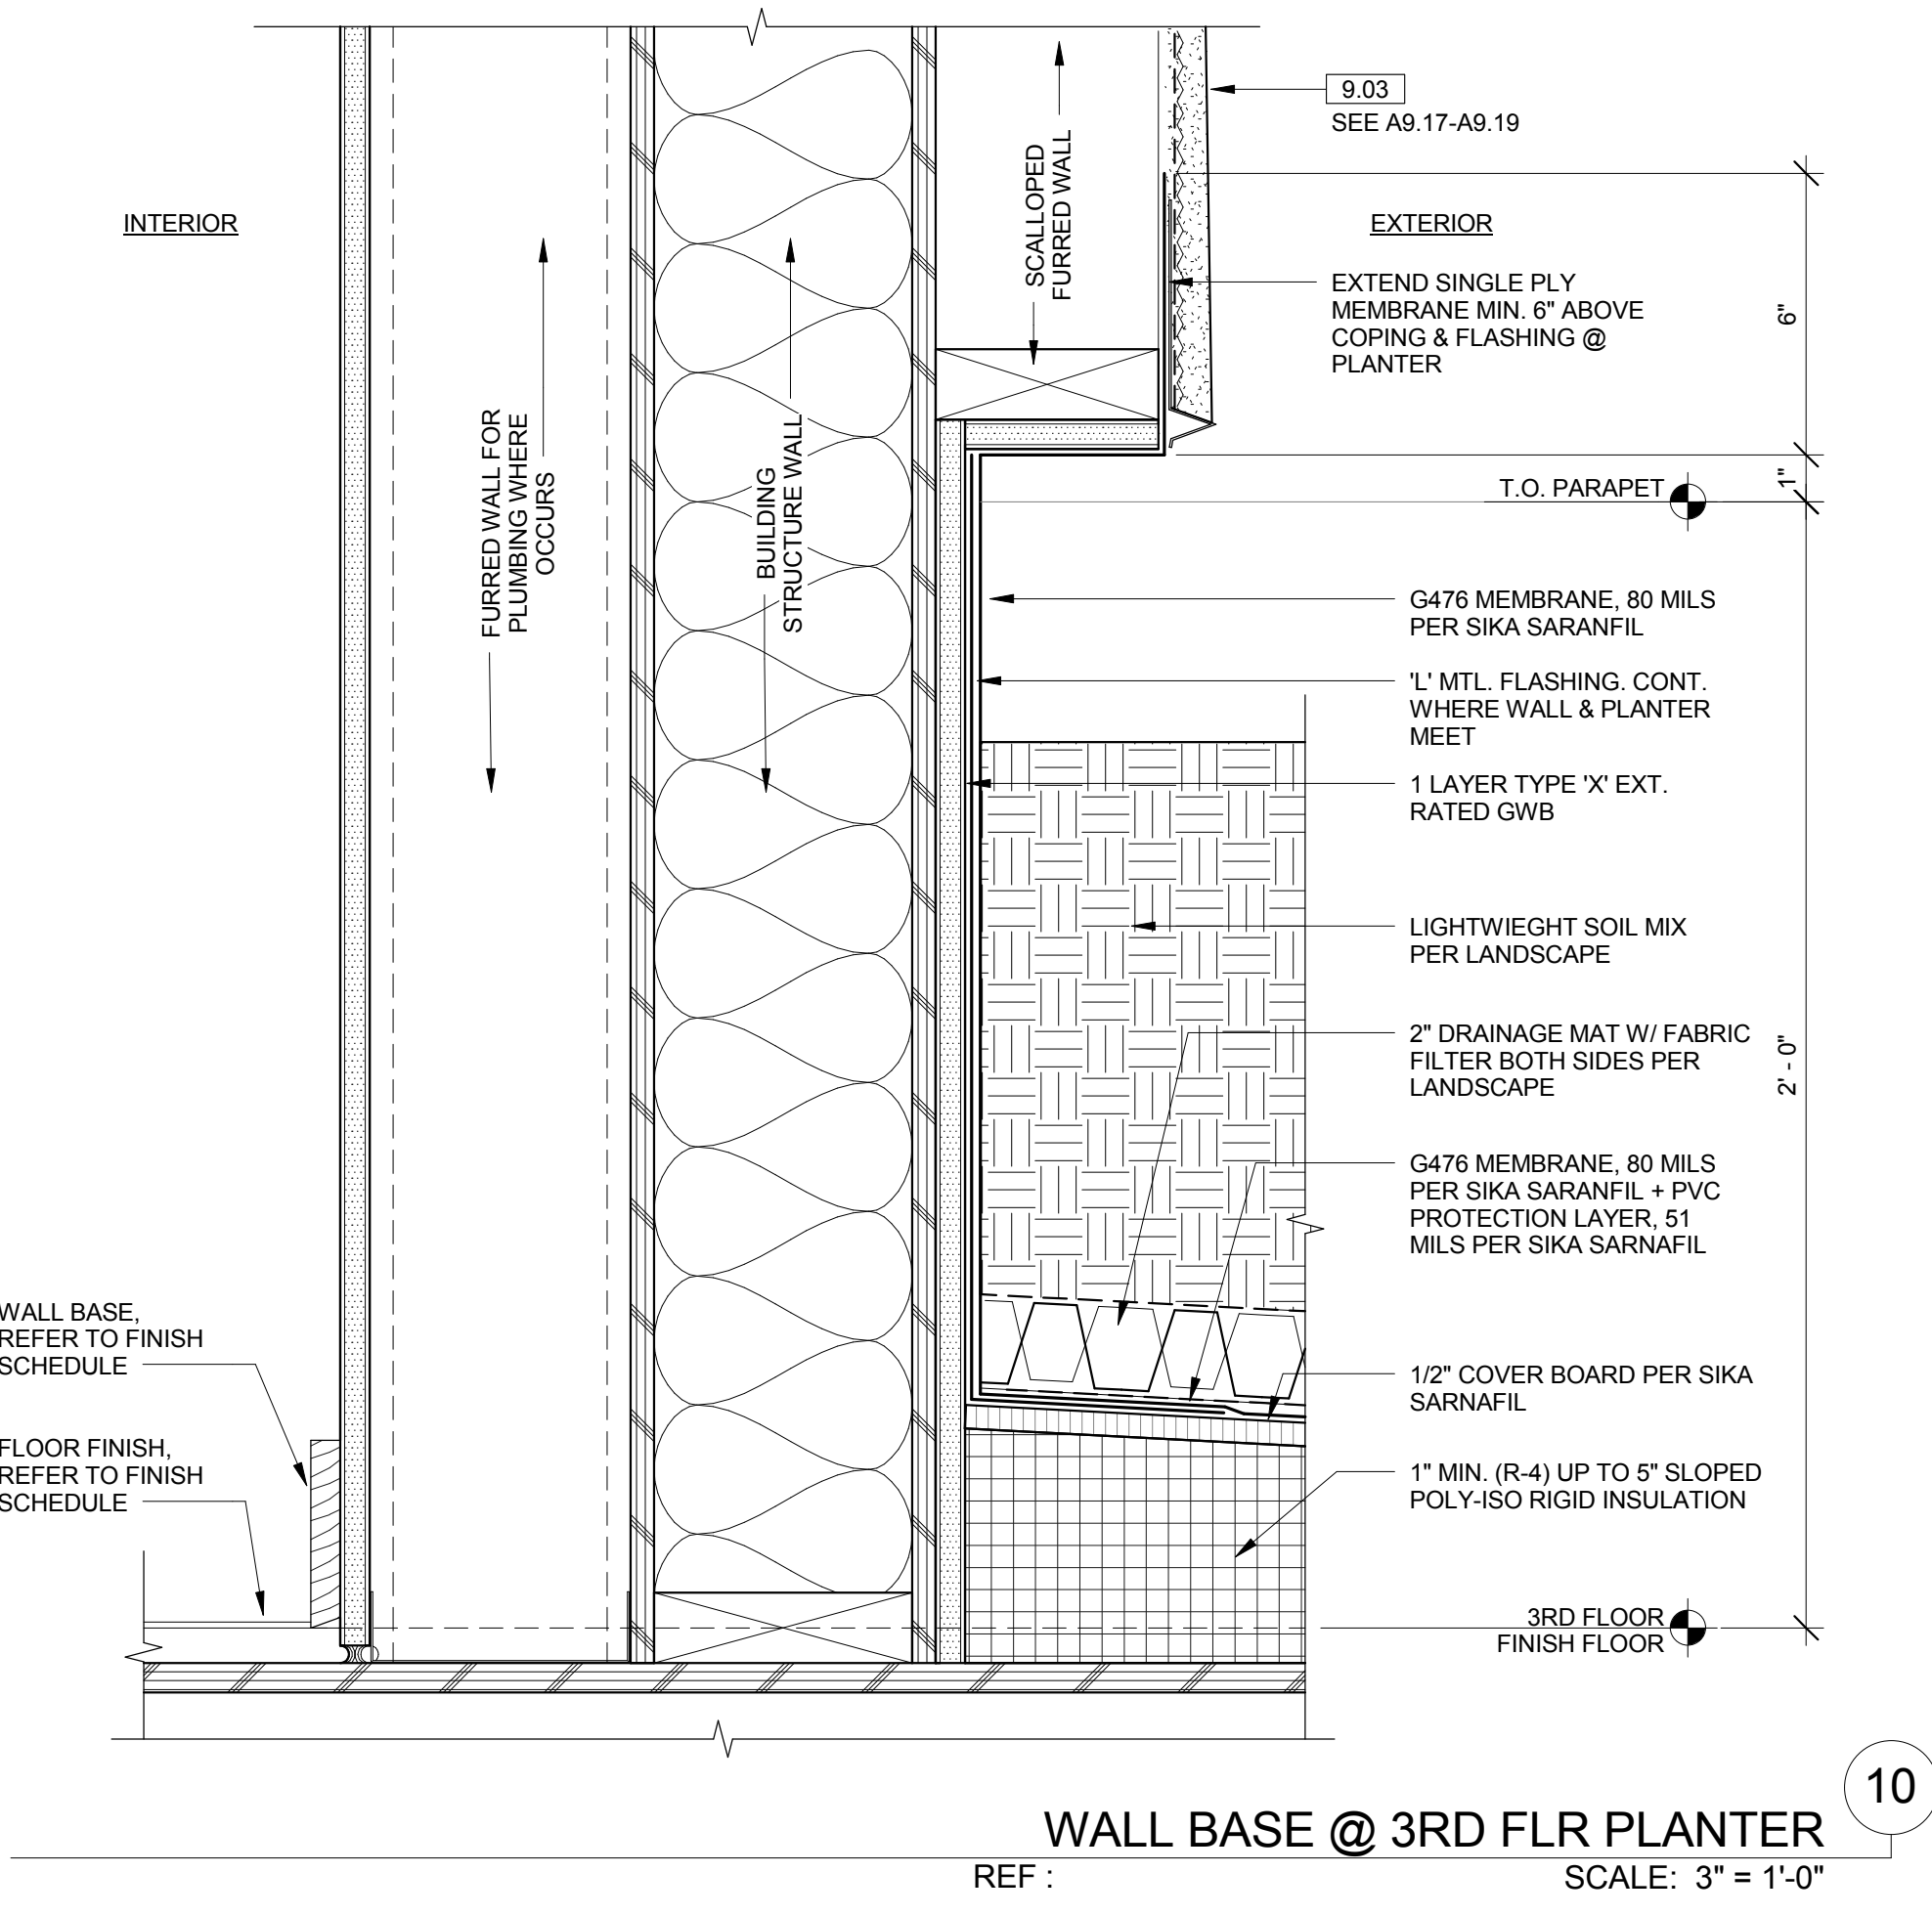 9.03
SEE A9.17-A9.19
INTERIOR
EXTERIOR
SCALLOPED
FURRED WALL
EXTEND SINGLE PLY
MEMBRANE MIN. 6" ABOVE
COPING & FLASHING @
PLANTER
6"
1"
T.O. PARAPET
FURRED WALL FOR
PLUMBING WHERE
OCCURS
BUILDING
STRUCTURE WALL
G476 MEMBRANE, 80 MILS
PER SIKA SARANFIL
'L' MTL. FLASHING. CONT.
WHERE WALL & PLANTER
MEET
1 LAYER TYPE 'X' EXT.
RATED GWB
LIGHTWIEGHT SOIL MIX
PER LANDSCAPE
2" DRAINAGE MAT W/ FABRIC
FILTER BOTH SIDES PER
LANDSCAPE
2' - 0"
G476 MEMBRANE, 80 MILS
PER SIKA SARANFIL + PVC
PROTECTION LAYER, 51
MILS PER SIKA SARNAFIL
WALL BASE,
REFER TO FINISH
SCHEDULE
1/2" COVER BOARD PER SIKA
SARNAFIL
FLOOR FINISH,
REFER TO FINISH
SCHEDULE
1" MIN. (R-4) UP TO 5" SLOPED
POLY-ISO RIGID INSULATION
3RD FLOOR
FINISH FLOOR
10
WALL BASE @ 3RD FLR PLANTER
REF :
SCALE: 3" = 1'-0"